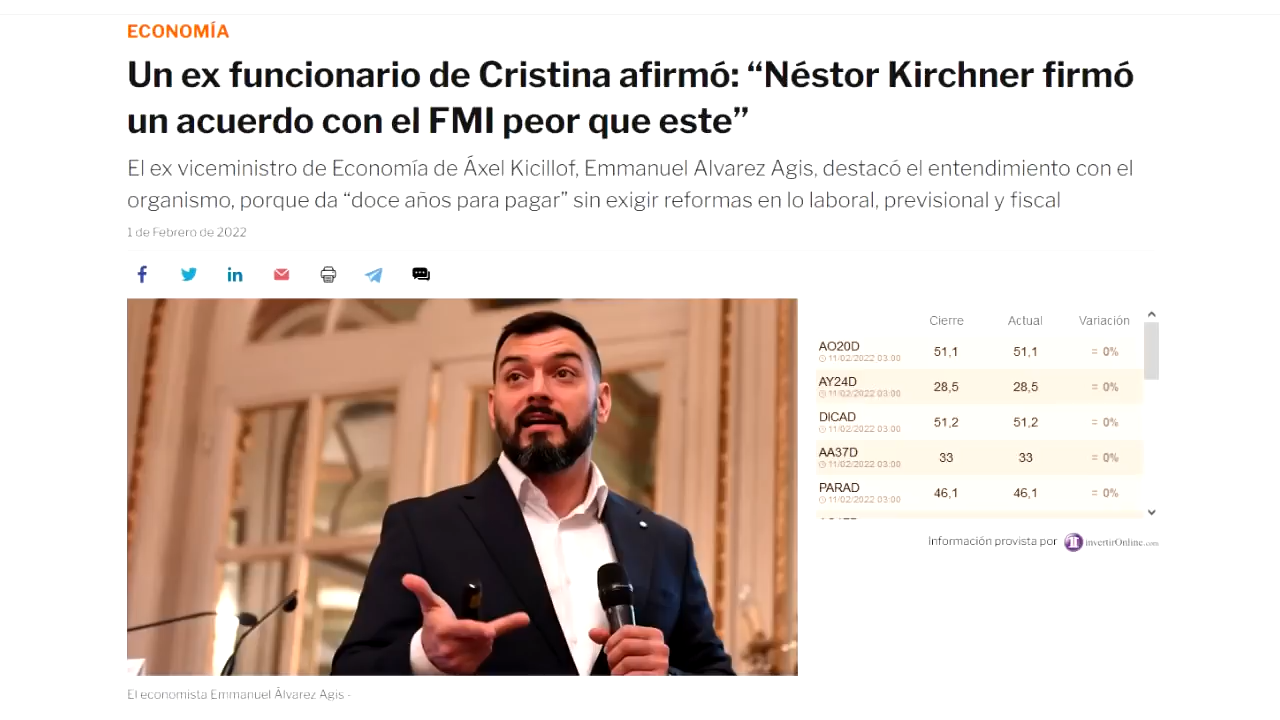 ECONOMÍA
Un ex funcionario de Cristina afirmó: “Néstor Kirchner firmó
un acuerdo con el FMI peor que este”
El ex viceministro de Economía de Áxel Kicillof, Emmanuel Alvarez Agis, destacó el entendimiento con el
organismo, porque da “doce años para pagar” sin exigir reformas en lo laboral, previsional y fiscal
1 de Febrero de 2022
Cierre Actual Variación
AO20D 51,1 51,1 = 0%
11/02/2022 03:00
AY24D 28,5 28,5 = 0%
11/02/2022 03:00
DICAD 51,2 51,2 = 0%
11/02/2022 03:00
AA37D 33 33 = 0%
11/02/2022 03:00
PARAD 46,1 46,1 = 0%
11/02/2022 03:00
Información provista por invertirOnline.com
El economista Emmanuel Álvarez Agis -